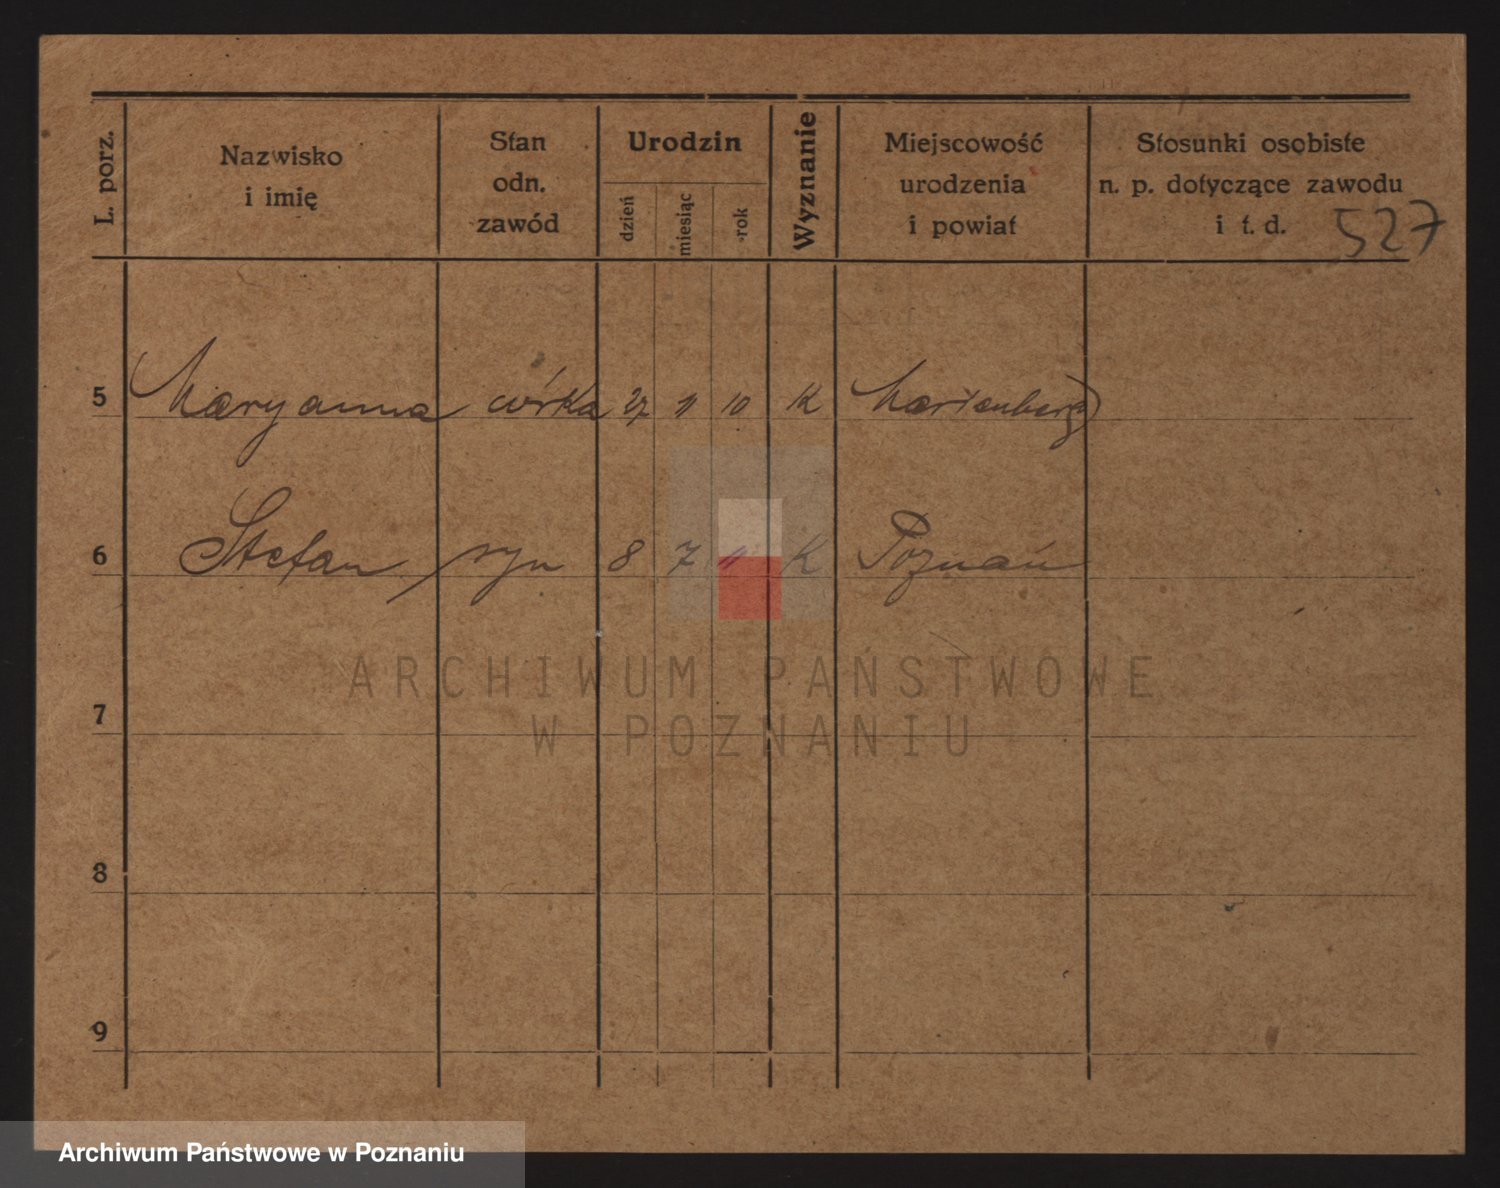 L. porz. Nazwisko i imię Stan odn. zawód Urodzin dzień miesiąc rok Wyznanie Miejscowość urodzenia i powiat Stosunki osobiste n. p. dotyczące zawodu i t. d. 527
5 Maryanna córka 27 11 10 K Marienberg
6 Stefan syn 8 7 11 K Poznań
ARCHIWUM PAŃSTWOWE
7
W POZNANIU
8
9
Archiwum Państwowe w Poznaniu